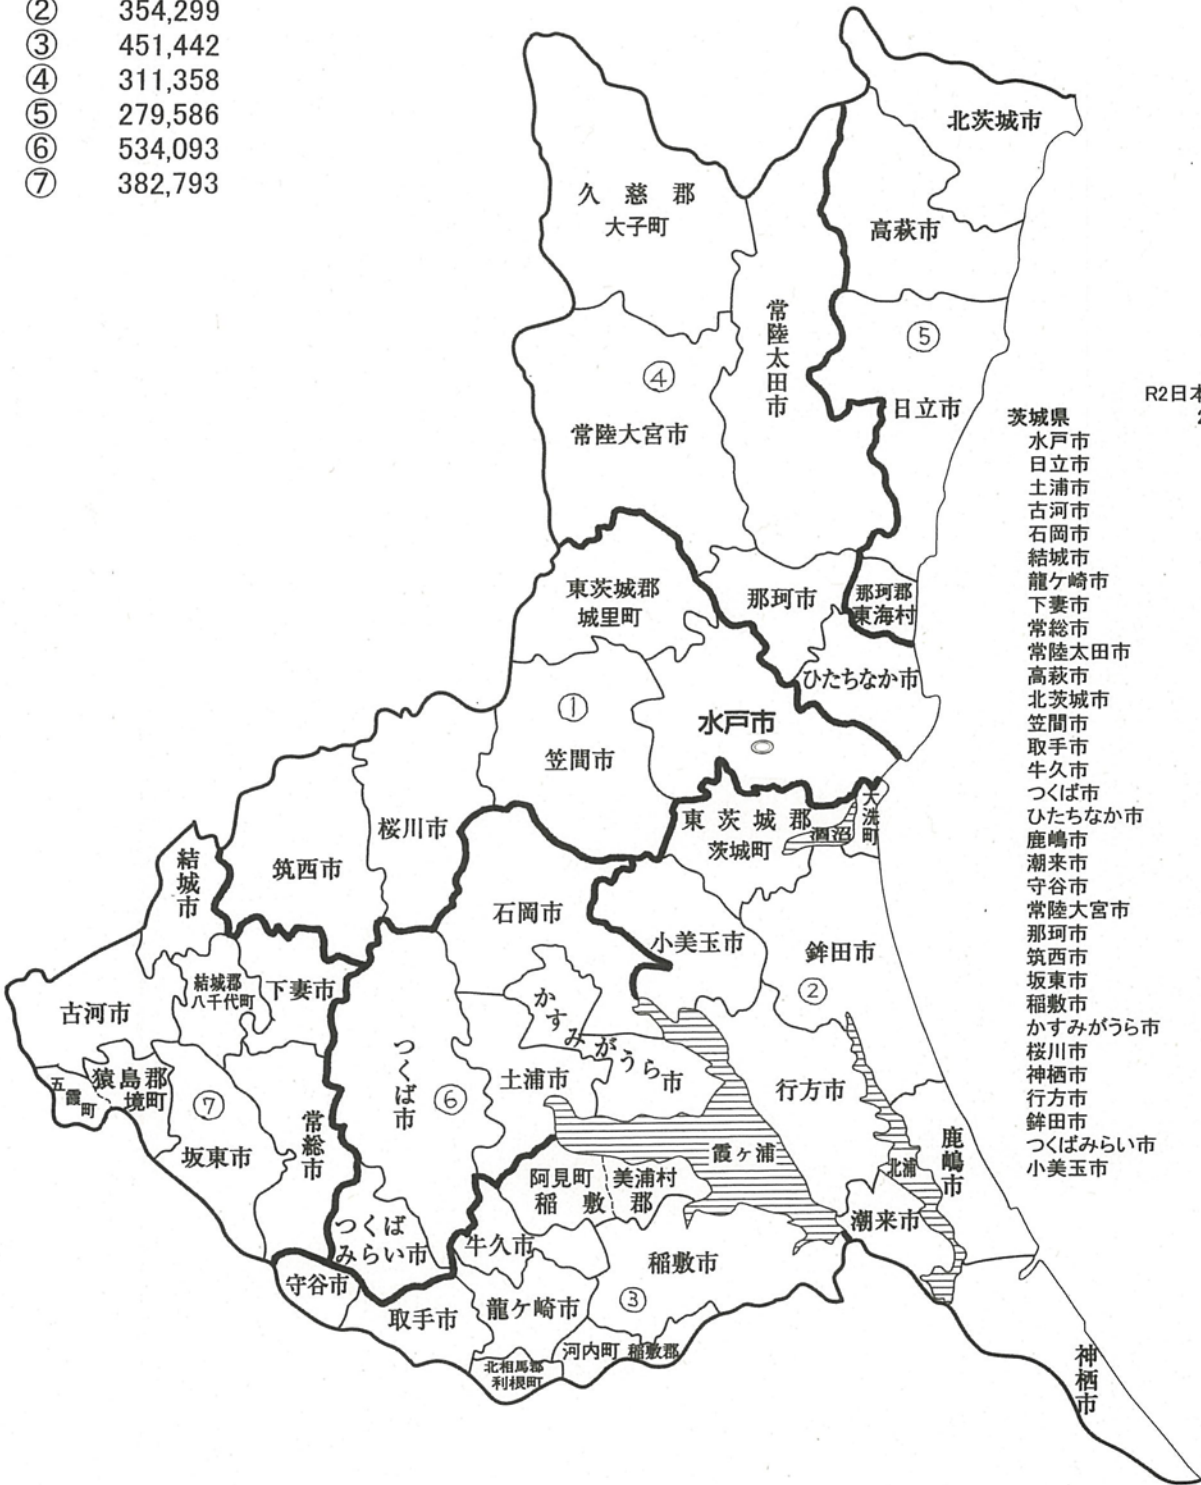 ② 354,299
③ 451,442
④ 311,358
⑤ 279,586
⑥ 534,093
⑦ 382,793
北茨城市
久慈郡
大子町
高萩市
常陸太田市
⑤
④
日立市
常陸大宮市
東茨城郡
城里町
那珂市
那珂郡
東海村
ひたちなか市
①
水戸市
笠間市
桜川市
東茨城郡
茨城町
涸沼
大洗町
結城市
筑西市
石岡市
小美玉市
鉾田市
②
結城郡
八千代町
下妻市
古河市
かすみがうら市
つくば市
土浦市
行方市
五霞町
猿島郡
境町
⑦
⑥
坂東市
常総市
霞ヶ浦
北浦
鹿嶋市
阿見町
美浦村
稲敷郡
潮来市
つくば
みらい市
牛久市
稲敷市
守谷市
取手市
龍ケ崎市
③
河内町 稲敷郡
北相馬郡
利根町
神栖市
R2日本
茨城県
水戸市
日立市
土浦市
古河市
石岡市
結城市
龍ケ崎市
下妻市
常総市
常陸太田市
高萩市
北茨城市
笠間市
取手市
牛久市
つくば市
ひたちなか市
鹿嶋市
潮来市
守谷市
常陸大宮市
那珂市
筑西市
坂東市
稲敷市
かすみがうら市
桜川市
神栖市
行方市
鉾田市
つくばみらい市
小美玉市